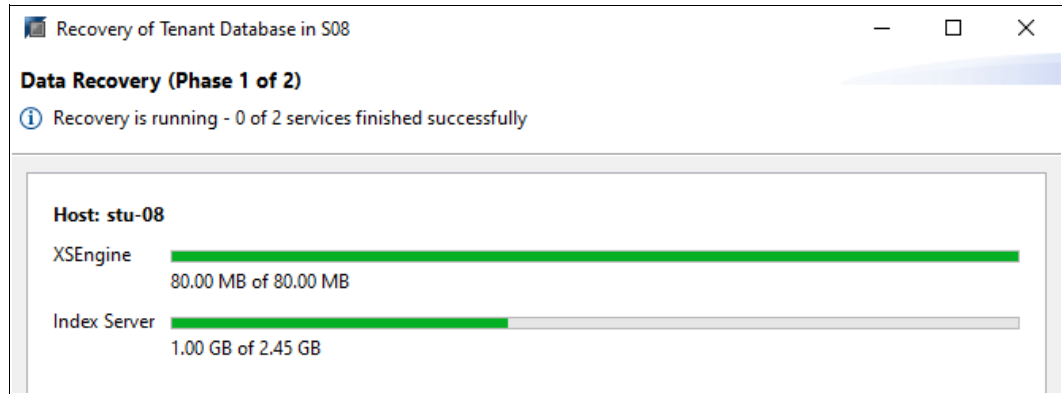 Recovery of Tenant Database in S08
Data Recovery (Phase 1 of 2)
Recovery is running - 0 of 2 services finished successfully
Host: stu-08
XSEngine
80.00 MB of 80.00 MB
Index Server
1.00 GB of 2.45 GB